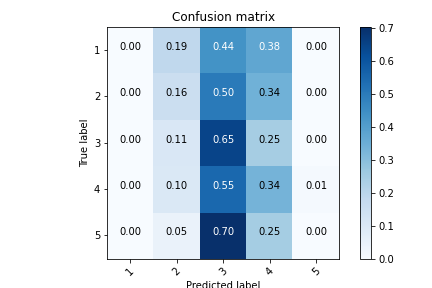 Confusion matrix
0.7
1 0.00 0.19 0.44 0.38 0.00
0.6
2 0.00 0.16 0.50 0.34 0.00
0.5
0.4
True label
3 0.00 0.11 0.65 0.25 0.00
0.3
4 0.00 0.10 0.55 0.34 0.01
0.2
5 0.00 0.05 0.70 0.25 0.00
0.1
0.0
1 2 3 4 5
Predicted label